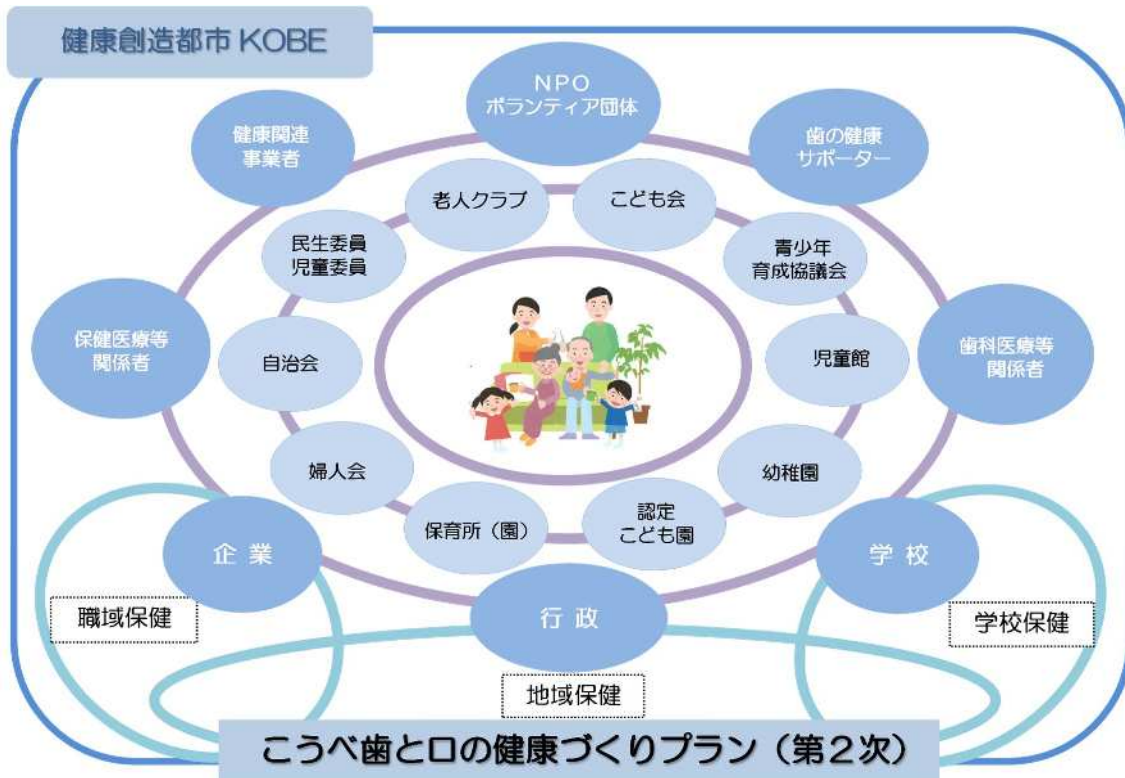 健康創造都市 KOBE
NPO
ボランティア団体
健康関連
事業者
歯の健康
サポーター
老人クラブ
こども会
民生委員
児童委員
青少年
育成協議会
保健医療等
関係者
自治会
児童館
歯科医療等
関係者
婦人会
幼稚園
保育所（園）
認定
こども園
企業
学校
行政
職域保健
学校保健
地域保健
こうべ歯と口の健康づくりプラン（第２次）